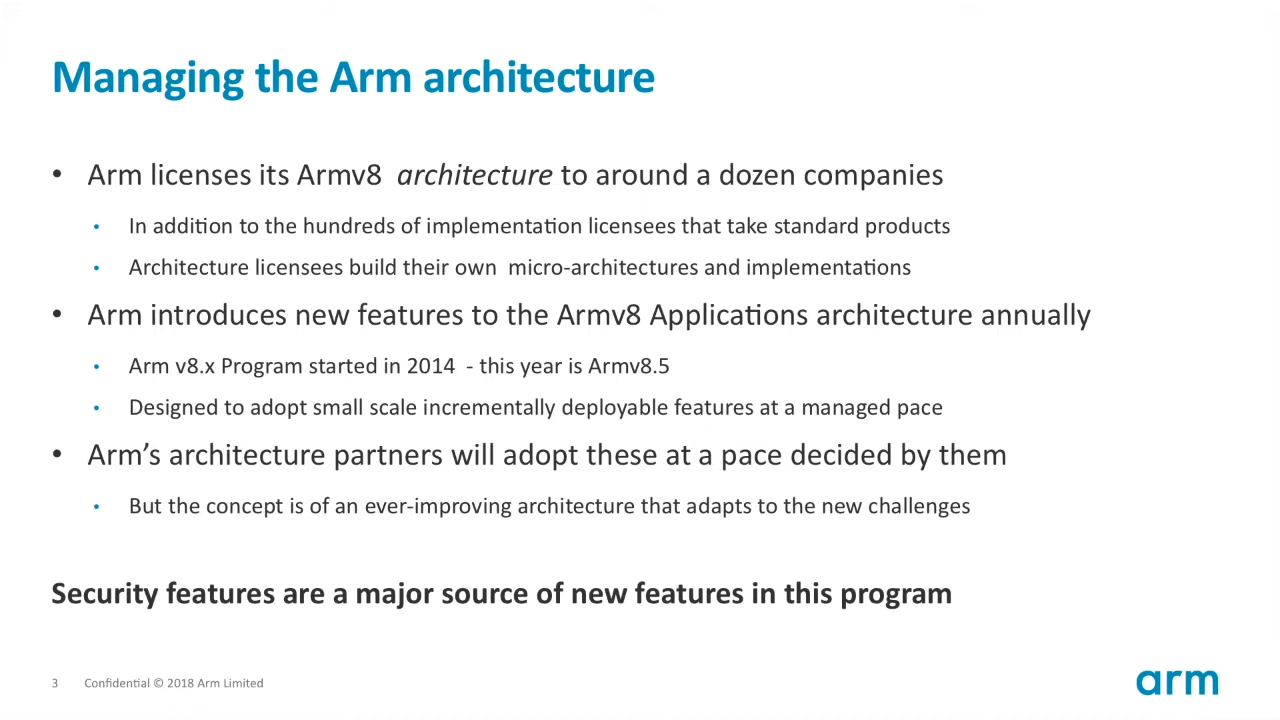 Managing the Arm architecture
• Arm licenses its Armv8 architecture to around a dozen companies
• In addition to the hundreds of implementation licensees that take standard products
• Architecture licensees build their own micro-architectures and implementations
• Arm introduces new features to the Armv8 Applications architecture annually
• Arm v8.x Program started in 2014 - this year is Armv8.5
• Designed to adopt small scale incrementally deployable features at a managed pace
• Arm’s architecture partners will adopt these at a pace decided by them
• But the concept is of an ever-improving architecture that adapts to the new challenges
Security features are a major source of new features in this program
3 Confidential © 2018 Arm Limited
arm